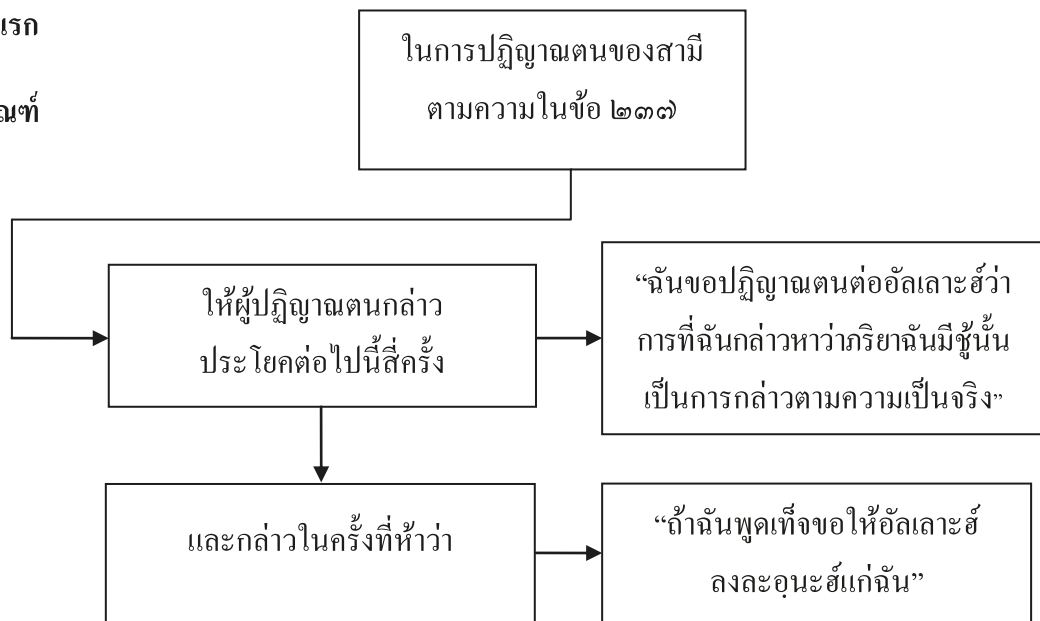 ในการปฏิญาณตนของสามี
ตามความในข้อ ๒๓๗
ให้ผู้ปฏิญาณตนกล่าว
ประโยคต่อไปนี้สี่ครั้ง
“ฉันขอปฏิญาณตนต่ออัลเลาะฮ์ว่า
การที่ฉันกล่าวหาว่าภริยาฉันมีชู้นั้น
เป็นการกล่าวตามความเป็นจริง”
และกล่าวในครั้งที่ห้าว่า
“ถ้าฉันพูดเท็จขอให้อัลเลาะฮ์
ลงละอฺนะฮ์แก่ฉัน”